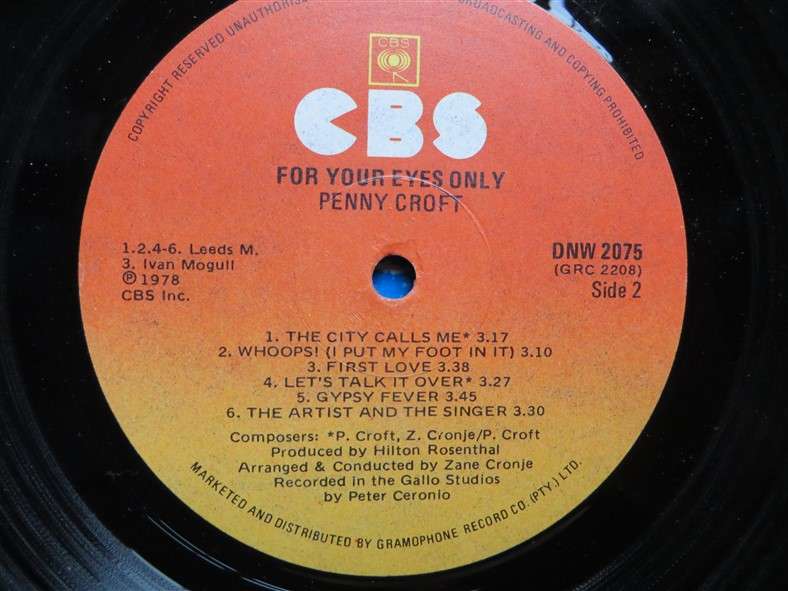 COPYRIGHT RESERVED UNAUTHORIS
BROADCASTING AND COPYING PROHIBITED
CBS
CBS
FOR YOUR EYES ONLY
PENNY CROFT
1.2.4-6. Leeds M.
3. Ivan Mogull
Ⓟ 1978
CBS Inc.
DNW 2075
(GRC 2208)
Side 2
1. THE CITY CALLS ME* 3.17
2. WHOOPS! (I PUT MY FOOT IN IT) 3.10
3. FIRST LOVE 3.38
4. LET'S TALK IT OVER* 3.27
5. GYPSY FEVER 3.45
6. THE ARTIST AND THE SINGER 3.30
Composers: *P. Croft, Z. Cronje/P. Croft
Produced by Hilton Rosenthal
Arranged & Conducted by Zane Cronje
Recorded in the Gallo Studios
by Peter Ceronio
MARKETED AND DISTRIBUTED BY GRAMOPHONE RECORD CO. (PTY.) LTD.